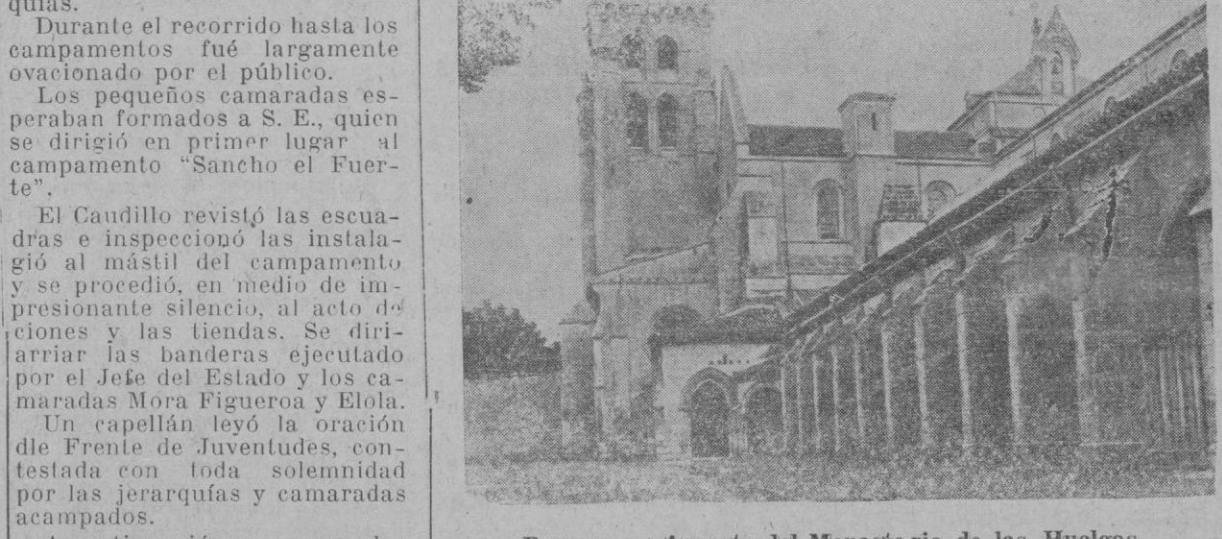 quías.
Durante el recorrido hasta los
campamentos fué largamente
ovacionado por el público.
Los pequeños camaradas es-
peraban formados a S. E., quien
se dirigió en primer lugar al
campamento "Sancho el Fuer-
te".
El Caudillo revistó las escua-
dras e inspeccionó las instala-
gió al mástil del campamento
y se procedió, en medio de im-
presionante silencio, al acto de
ciones y las tiendas. Se diri-
arriar las banderas ejecutado
por el Jefe del Estado y los ca-
maradas Mora Figueroa y Elola.
Un capellán leyó la oración
dle Frente de Juventudes, con-
testada con toda solemnidad
por las jerarquías y camaradas
acampados.
del Monasterio de las Huelgas